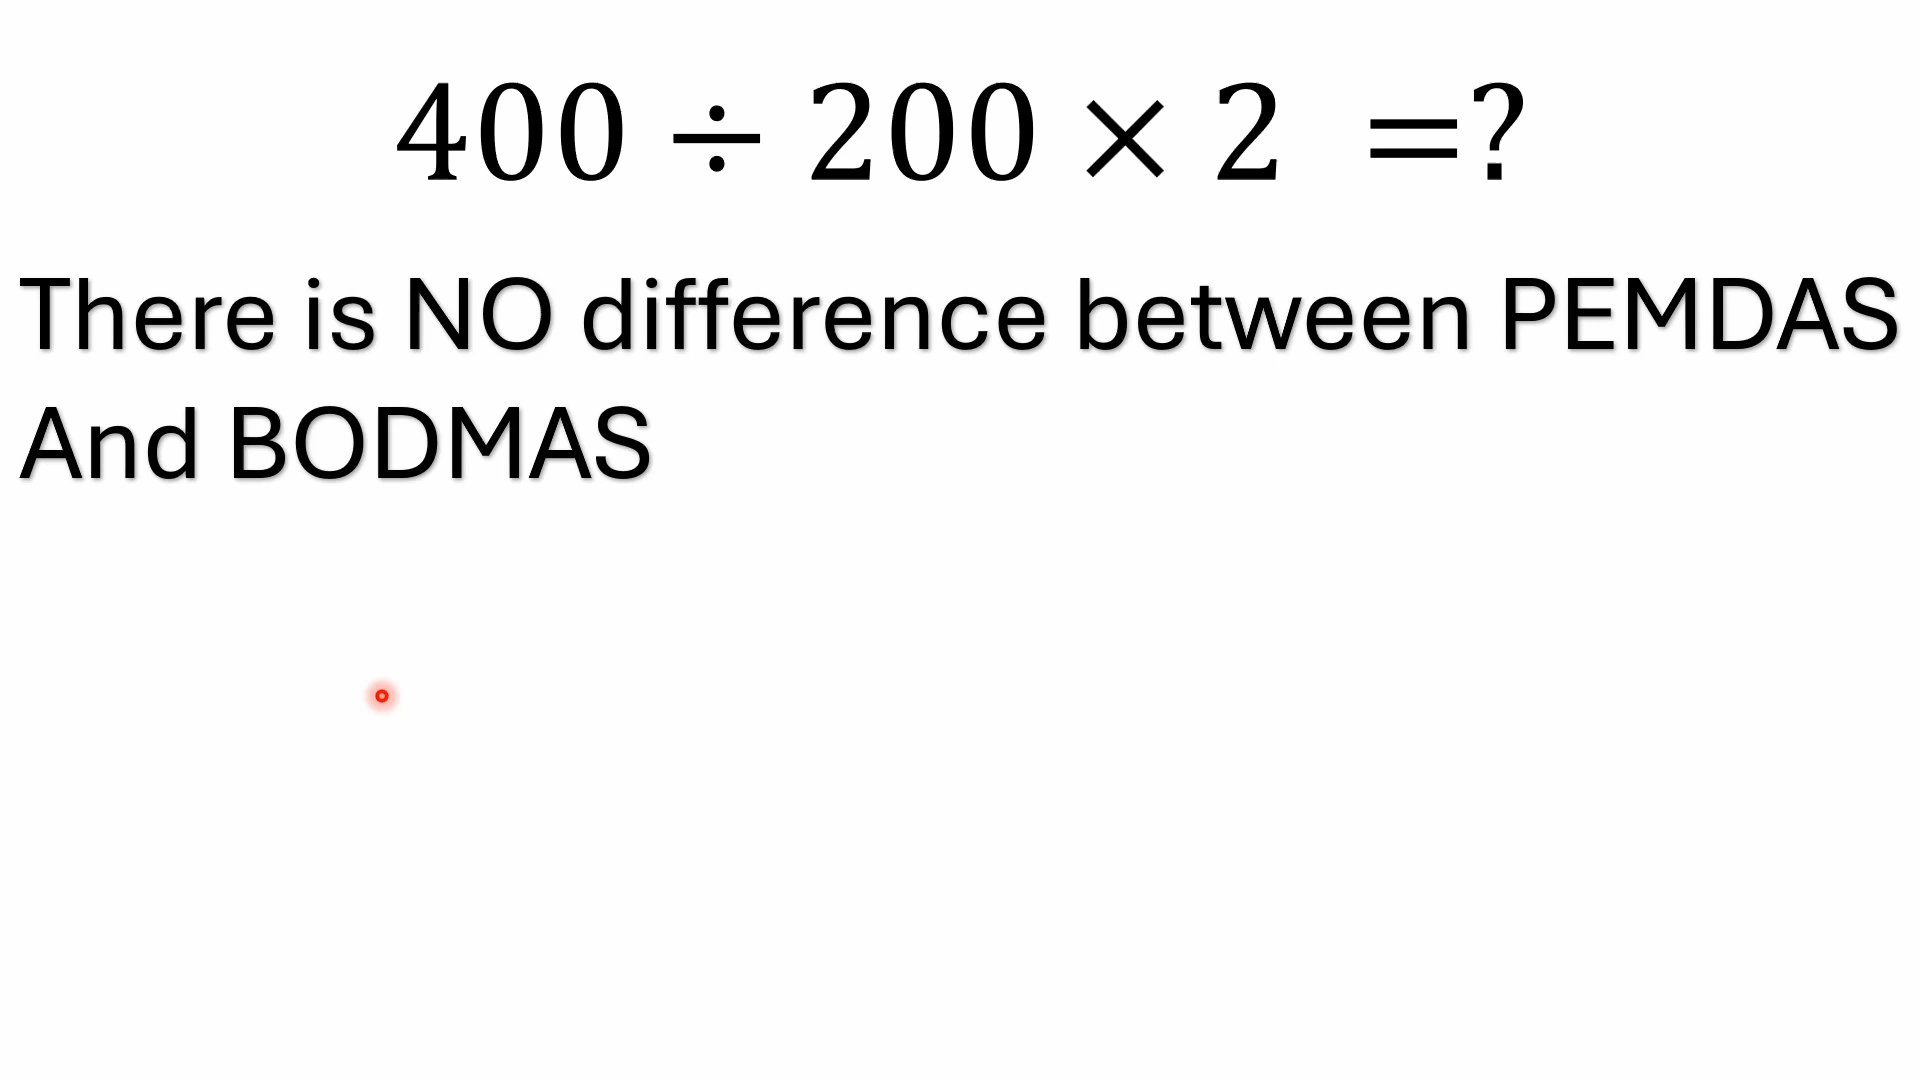 400 ÷ 200 × 2 =?
There is NO difference between PEMDAS
And BODMAS